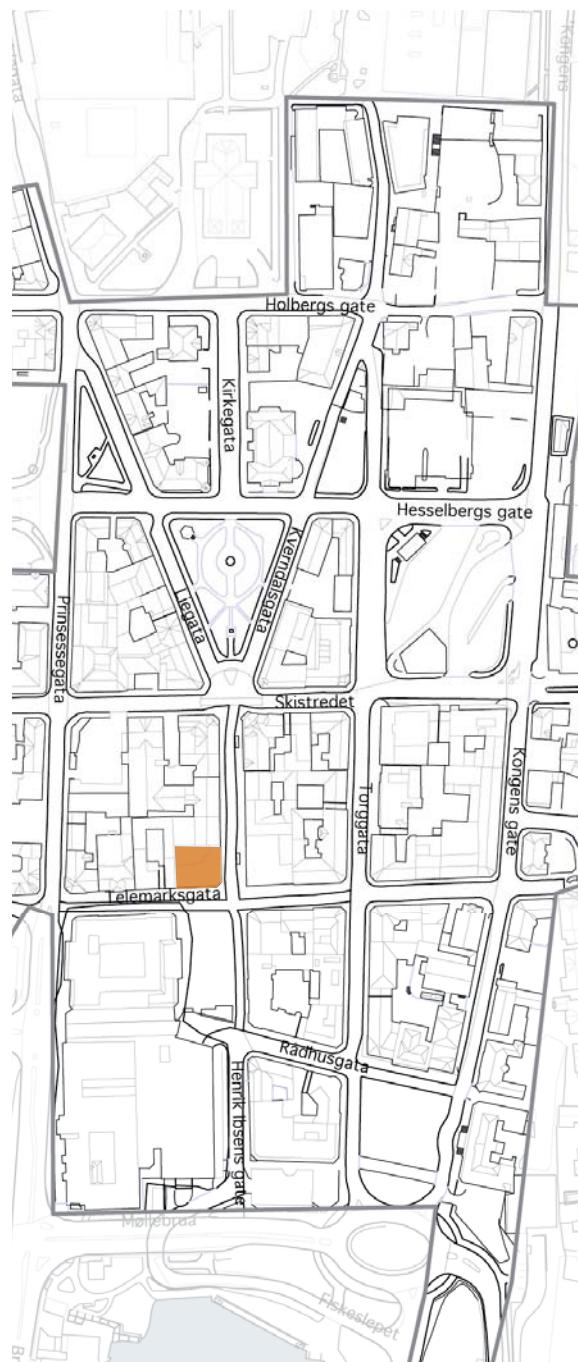 Kongens
Holbergs gate
Kirkegata
Hesselbergs gate
Kverndalsgata
Liegata
Prinsessegata
Skistredet
Torggata
Kongens gate
Telemarksgata
Rådhusgata
Henrik Ibsens gate
Møllebrua
Fiskeslepet